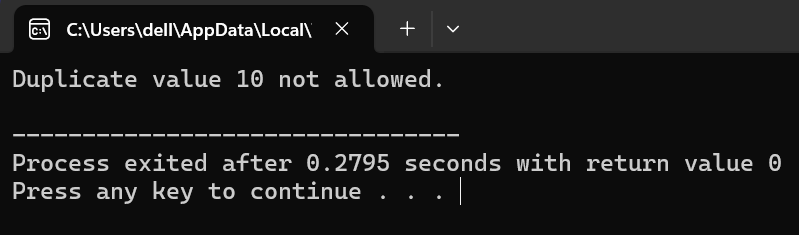 C:\Users\dell\AppData\Local\
Duplicate value 10 not allowed.
--------------------------------
Process exited after 0.2795 seconds with return value 0
Press any key to continue . . .